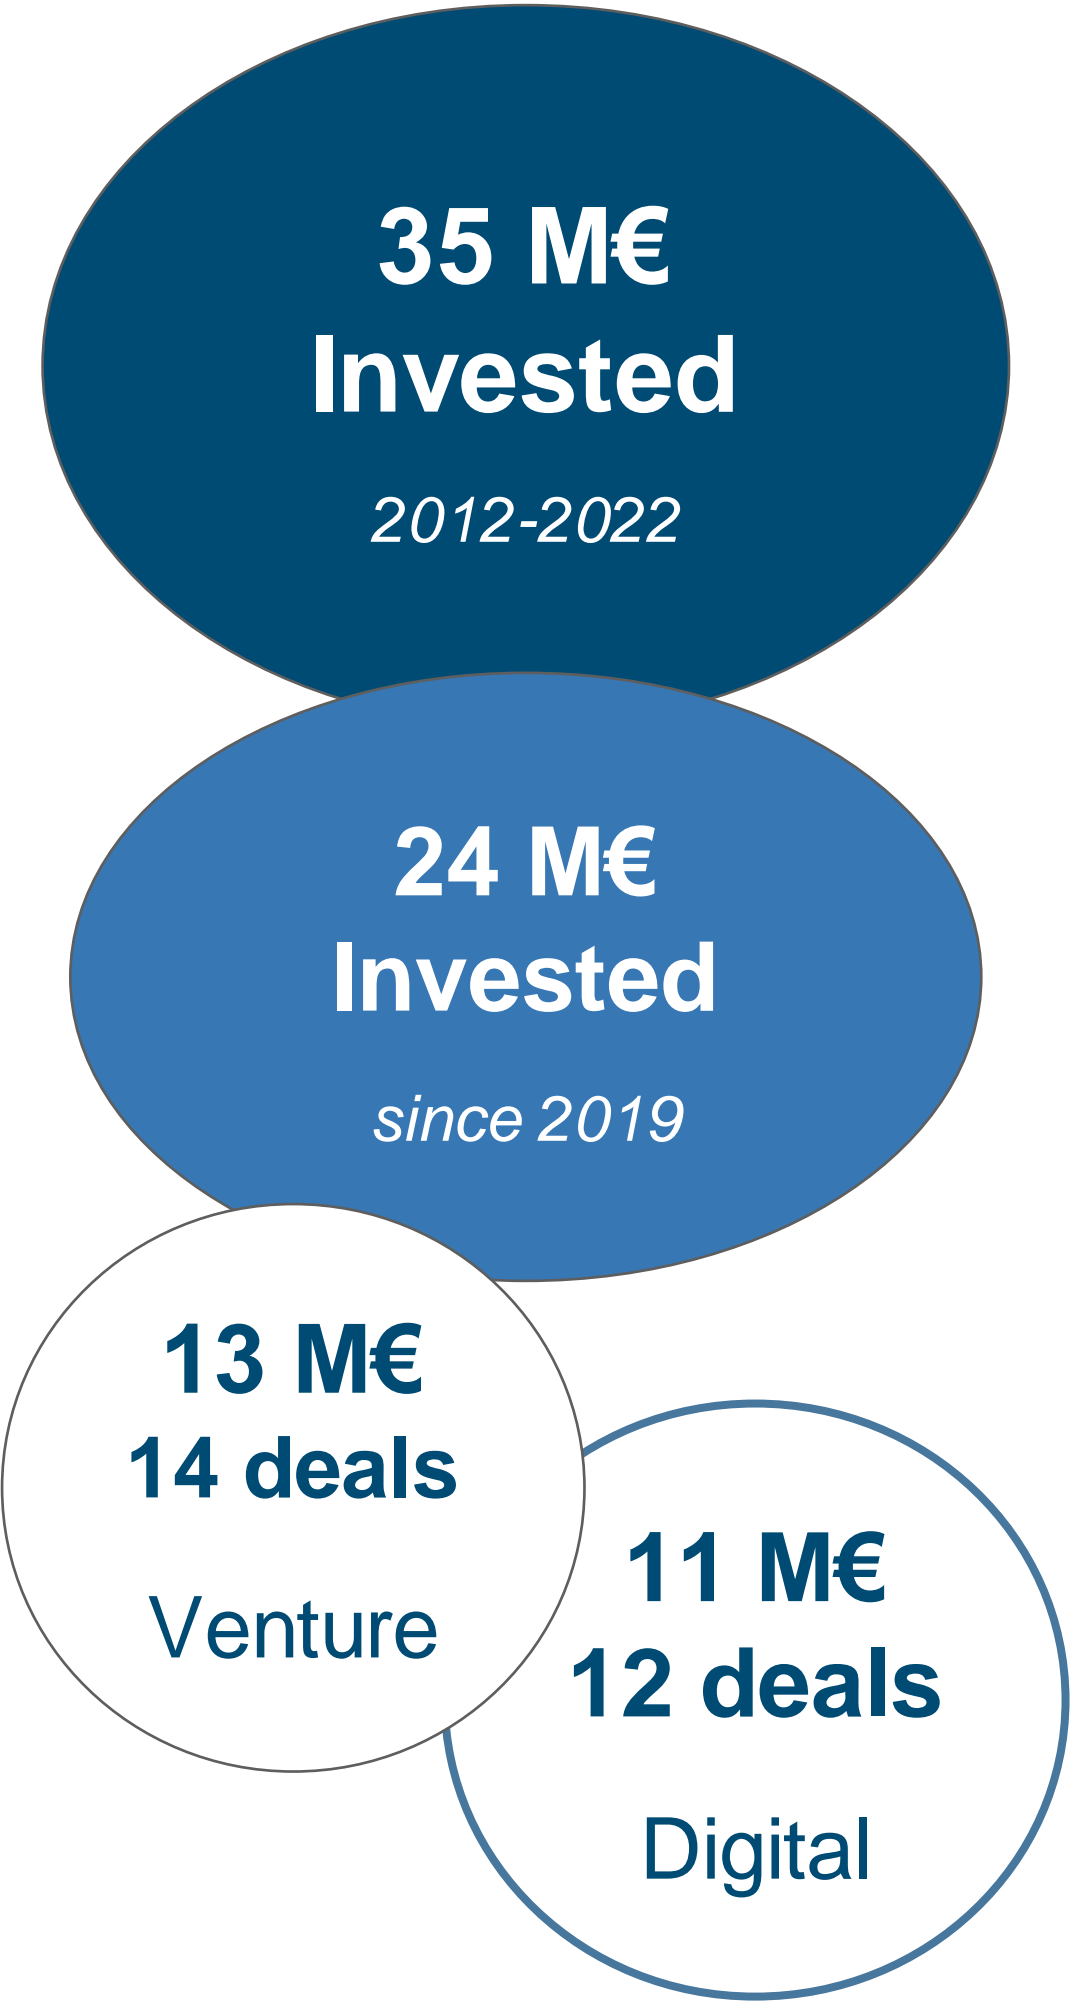 35 M€
Invested
2012-2022
24 M€
Invested
since 2019
13 M€
14 deals
Venture
11 M€
12 deals
Digital